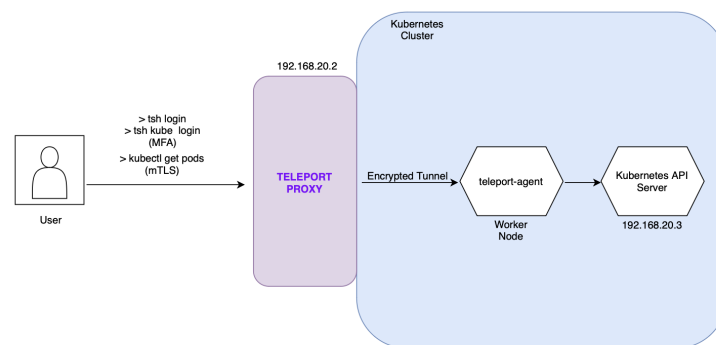 Kubernetes
Cluster
192.168.20.2
> tsh login
> tsh kube login
(MFA)
> kubectl get pods
(mTLS)
User
TELEPORT
PROXY
Encrypted Tunnel
teleport-agent
Worker
Node
Kubernetes API
Server
192.168.20.3